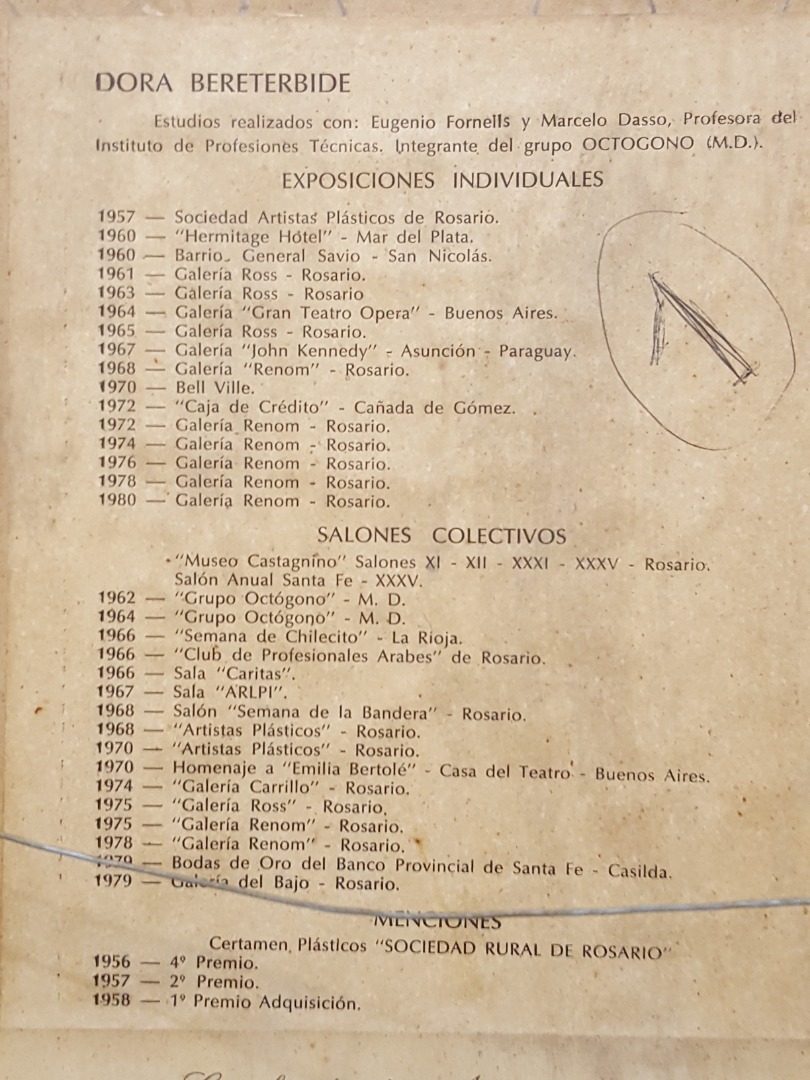 DORA BERETERBIDE
Estudios realizados con: Eugenio Fornells y Marcelo Dasso, Profesora del
Instituto de Profesiones Técnicas. Integrante del grupo OCTOGONO (M.D.).
EXPOSICIONES INDIVIDUALES
1957 — Sociedad Artistas Plásticos de Rosario.
1960 — "Hermitage Hótel" - Mar del Plata.
1960 — Barrio General Savio - San Nicolás.
1961 — Galería Ross - Rosario.
1963 — Galería Ross - Rosario
1964 — Galería "Gran Teatro Opera" - Buenos Aires.
1965 — Galería Ross - Rosario.
1967 — Galería "John Kennedy" - Asunción - Paraguay.
1968 — Galería "Renom" - Rosario.
1970 — Bell Ville.
1972 — "Caja de Crédito" - Cañada de Gómez.
1972 — Galería Renom - Rosario.
1974 — Galería Renom - Rosario.
1976 — Galería Renom - Rosario.
1978 — Galería Renom - Rosario.
1980 — Galería Renom - Rosario.
SALONES COLECTIVOS
"Museo Castagnino" Salones XI - XII - XXXI - XXXV - Rosario.
Salón Anual Santa Fe - XXXV.
1962 — "Grupo Octógono" - M. D.
1964 — "Grupo Octógono" - M. D.
1966 — "Semana de Chilecito" - La Rioja.
1966 — "Club de Profesionales Arabes" de Rosario.
1966 — Sala "Caritas".
1967 — Sala "ARLPI".
1968 — Salón "Semana de la Bandera" - Rosario.
1968 — "Artistas Plásticos" - Rosario.
1970 — "Artistas Plásticos" - Rosario.
1970 — Homenaje a "Emilia Bertolé" - Casa del Teatro - Buenos Aires.
1974 — "Galería Carrillo" - Rosario.
1975 — "Galería Ross" - Rosario.
1975 — "Galería Renom" - Rosario.
1978 — "Galería Renom" - Rosario.
1979 — Bodas de Oro del Banco Provincial de Santa Fe - Casilda.
1979 — Galería del Bajo - Rosario.
MENCIONES
Certamen Plásticos "SOCIEDAD RURAL DE ROSARIO"
1956 — 4º Premio.
1957 — 2º Premio.
1958 — 1º Premio Adquisición.